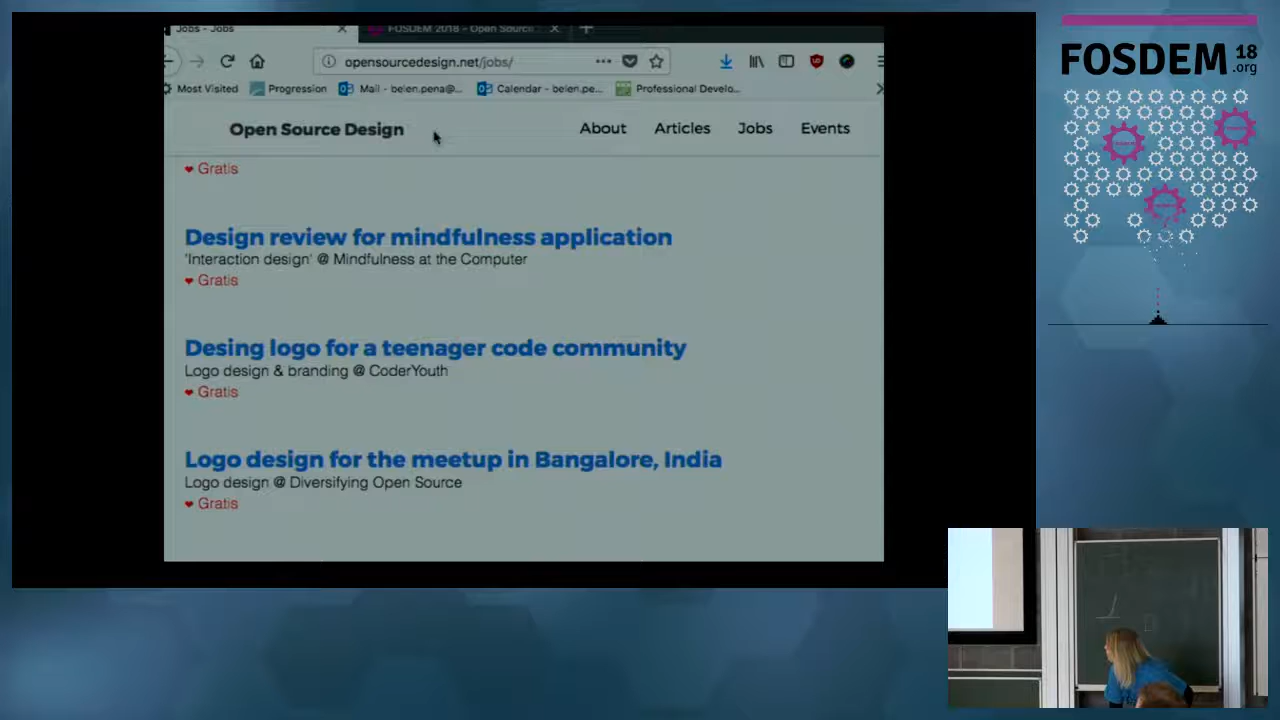 Jobs - Jobs
FOSDEM 2018 - Open Source
opensourcedesign.net/jobs/
Most Visited Progression Mail - belen.pena@... Calendar - belen.pe... Professional Develo...
Open Source Design About Articles Jobs Events
Gratis
Design review for mindfulness application
'Interaction design' @ Mindfulness at the Computer
Gratis
Desing logo for a teenager code community
Logo design & branding @ CoderYouth
Gratis
Logo design for the meetup in Bangalore, India
Logo design @ Diversifying Open Source
Gratis
FOSDEM 18
.org